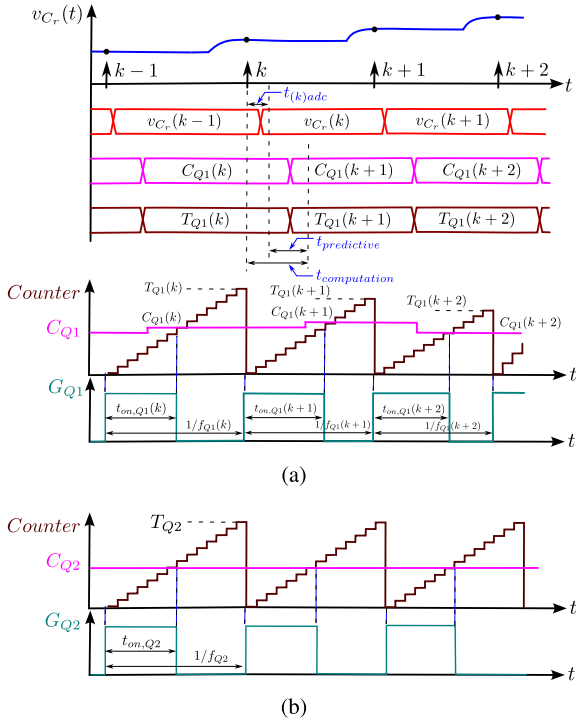 v_{C_r}(t)
k − 1
k
k + 1
k + 2
t
t_{(k)adc}
v_{C_r}(k−1)
v_{C_r}(k)
v_{C_r}(k+1)
C_{Q1}(k)
C_{Q1}(k+1)
C_{Q1}(k+2)
T_{Q1}(k)
T_{Q1}(k+1)
T_{Q1}(k+2)
t
t_{predictive}
t_{computation}
Counter
T_{Q1}(k)
T_{Q1}(k+1)
T_{Q1}(k+2)
C_{Q1}
C_{Q1}(k)
C_{Q1}(k+1)
C_{Q1}(k+2)
t
G_{Q1}
t_{on,Q1}(k)
t_{on,Q1}(k+1)
t_{on,Q1}(k+2)
1/f_{Q1}(k)
1/f_{Q1}(k+1)
1/f_{Q1}(k+2)
t
(a)
Counter
T_{Q2}
C_{Q2}
t
G_{Q2}
t_{on,Q2}
1/f_{Q2}
t
(b)